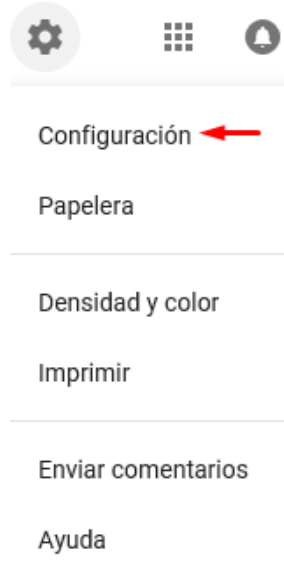 Configuración
Papelera
Densidad y color
Imprimir
Enviar comentarios
Ayuda